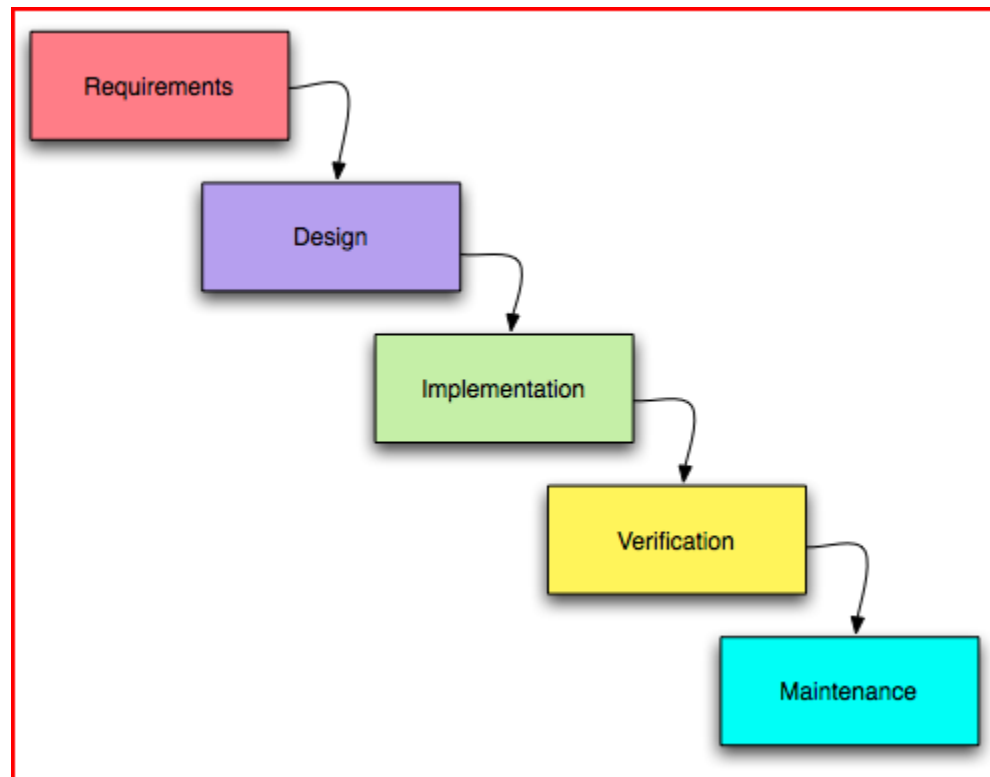 Requirements
Design
Implementation
Verification
Maintenance